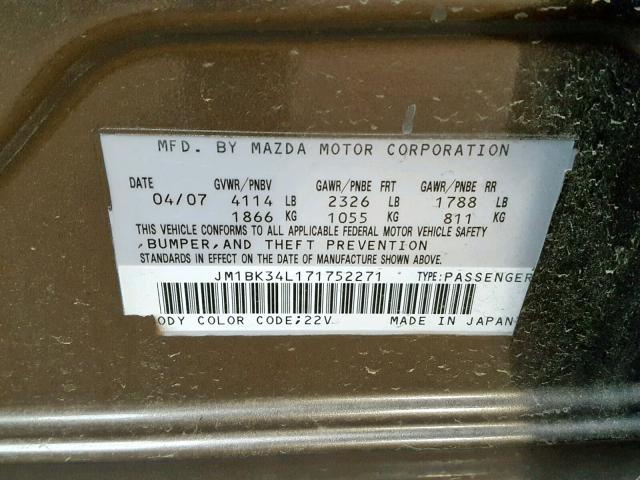 MFD. BY MAZDA MOTOR CORPORATION
DATE GVWR/PNBV GAWR/PNBE FRT GAWR/PNBE RR
04/07 4114 LB 2326 LB 1788 LB
1866 KG 1055 KG 811 KG
THIS VEHICLE CONFORMS TO ALL APPLICABLE FEDERAL MOTOR VEHICLE SAFETY
,BUMPER,AND THEFT PREVENTION
STANDARDS IN EFFECT ON THE DATE OF MANUFACTURE SHOWN ABOVE.
JM1BK34L171752271 TYPE:PASSENGER
ODY COLOR CODE;22V MADE IN JAPAN